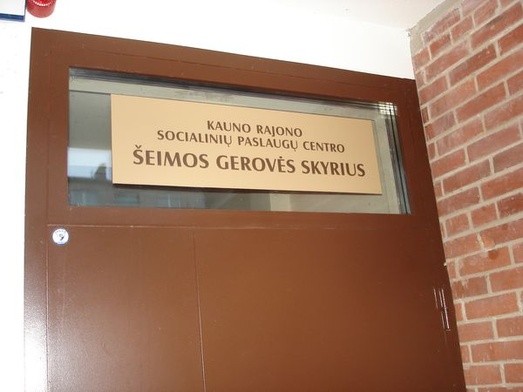 KAUNO RAJONO
SOCIALINIŲ PASLAUGŲ CENTRO
ŠEIMOS GEROVĖS SKYRIUS